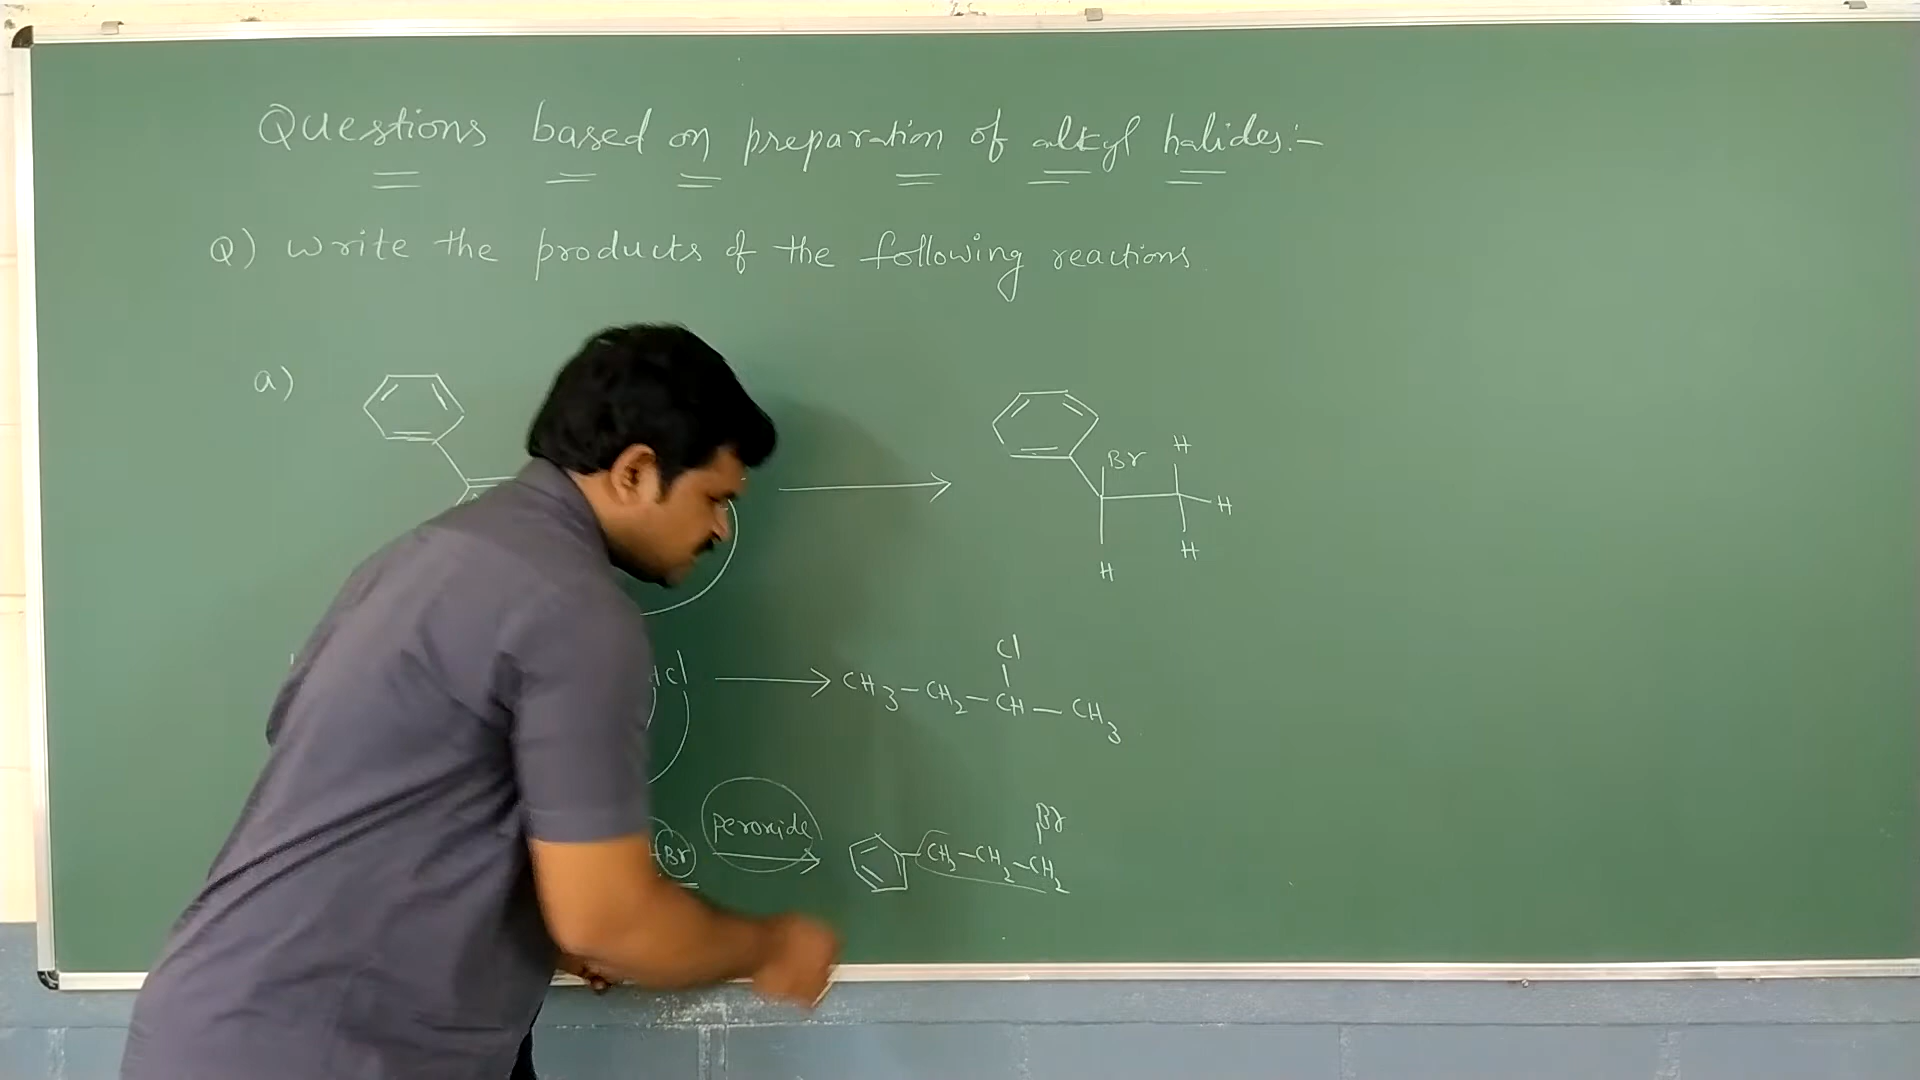 Questions based on preparation of alkyl halides:-
Q) Write the products of the following reactions
a)
Br H
H
H H
Cl
HCl CH3-CH2-CH-CH3
Br
HBr peroxide CH2-CH2-CH2